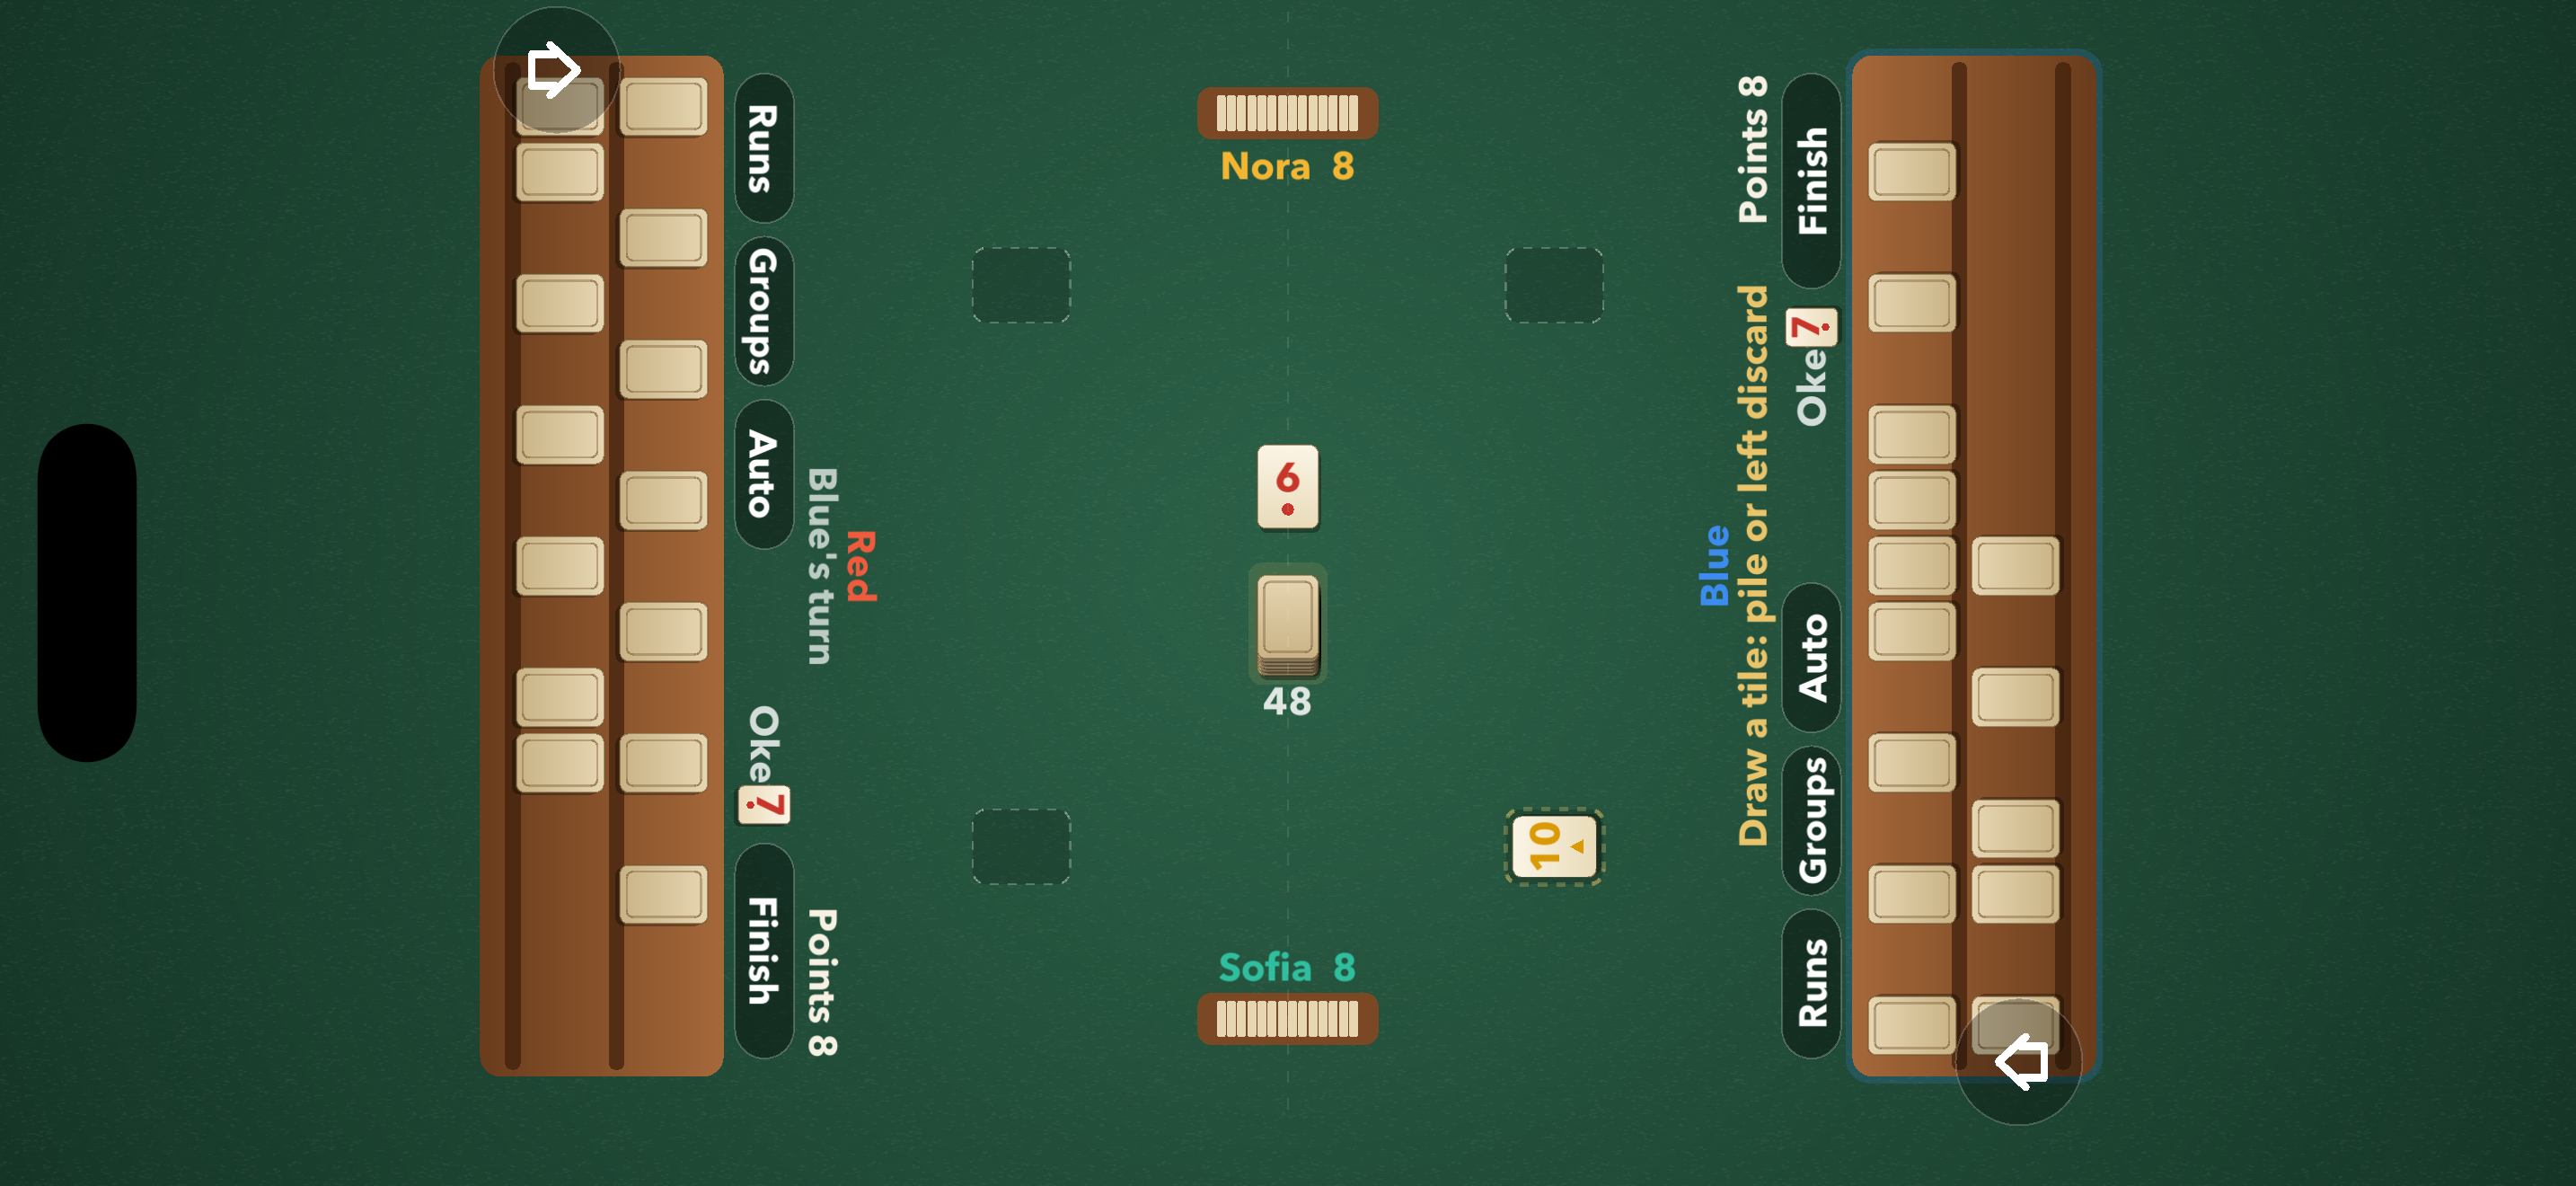 Runs
Groups
Auto
Oke 7
Finish
Blue's turn
Points 8
Red
Nora 8
6
48
Sofia 8
10
Blue
Draw a tile: pile or left discard
Points 8
Runs
Groups
Auto
Oke 7
Finish